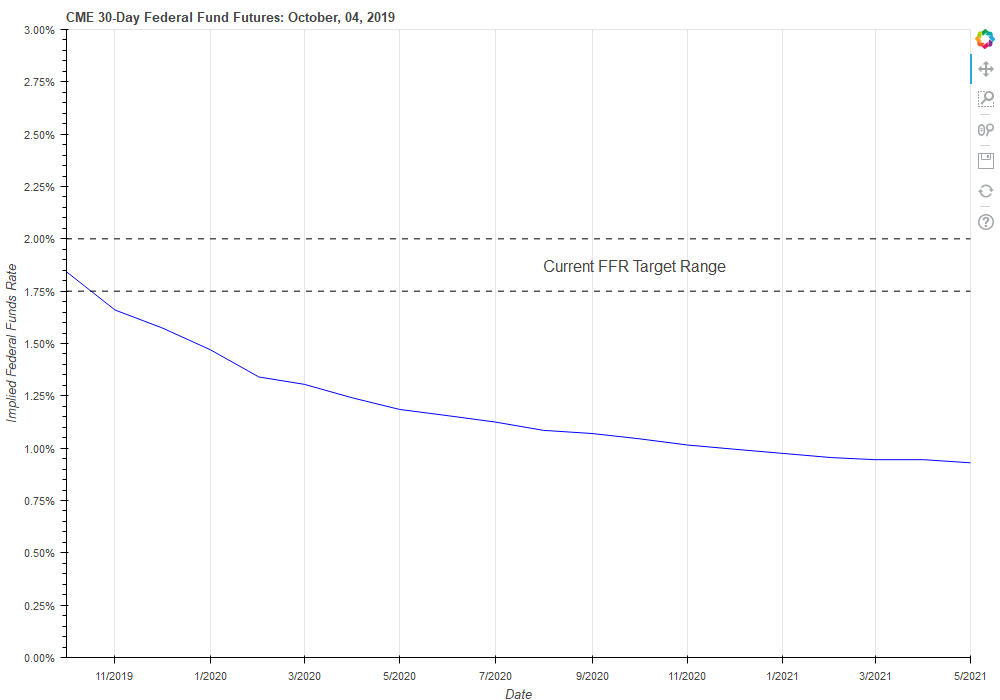 CME 30-Day Federal Fund Futures: October, 04, 2019
3.00%
2.75%
2.50%
2.25%
2.00%
Current FFR Target Range
1.75%
1.50%
1.25%
1.00%
0.75%
0.50%
0.25%
0.00%
Implied Federal Funds Rate
11/2019 1/2020 3/2020 5/2020 7/2020 9/2020 11/2020 1/2021 3/2021 5/2021
Date